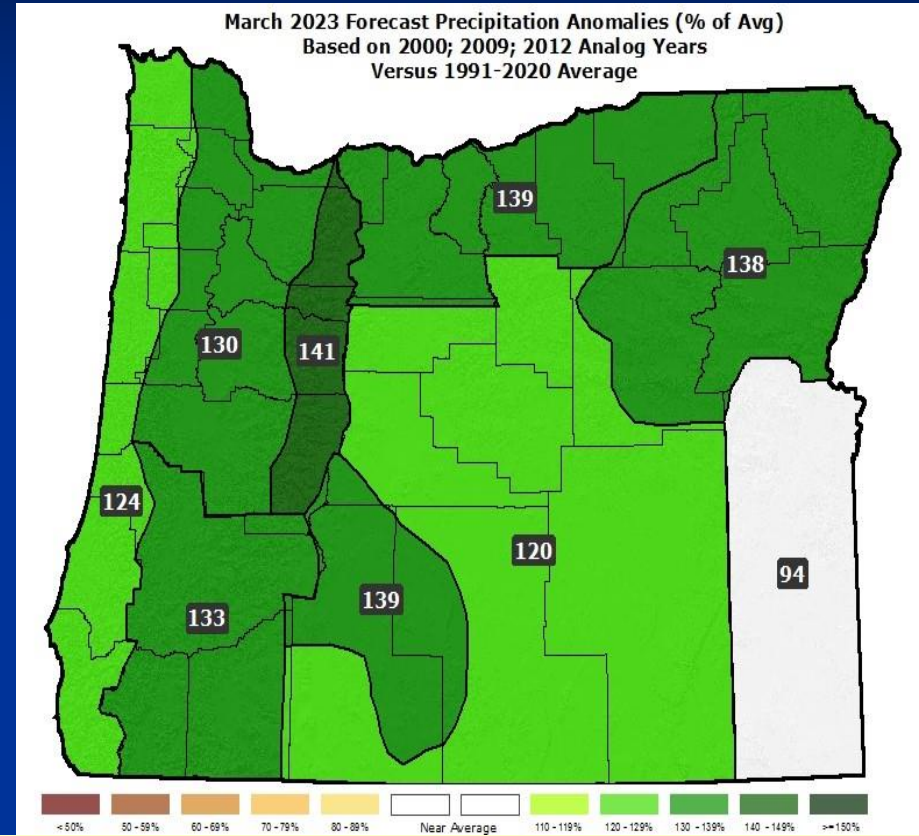 March 2023 Forecast Precipitation Anomalies (% of Avg)
Based on 2000; 2009; 2012 Analog Years
Versus 1991-2020 Average
139
138
130
141
124
120
94
139
133
<50%
50 - 59%
60 - 69%
70 - 79%
80 - 89%
Near Average
110 - 119%
120 - 129%
130 - 139%
140 - 149%
>=150%